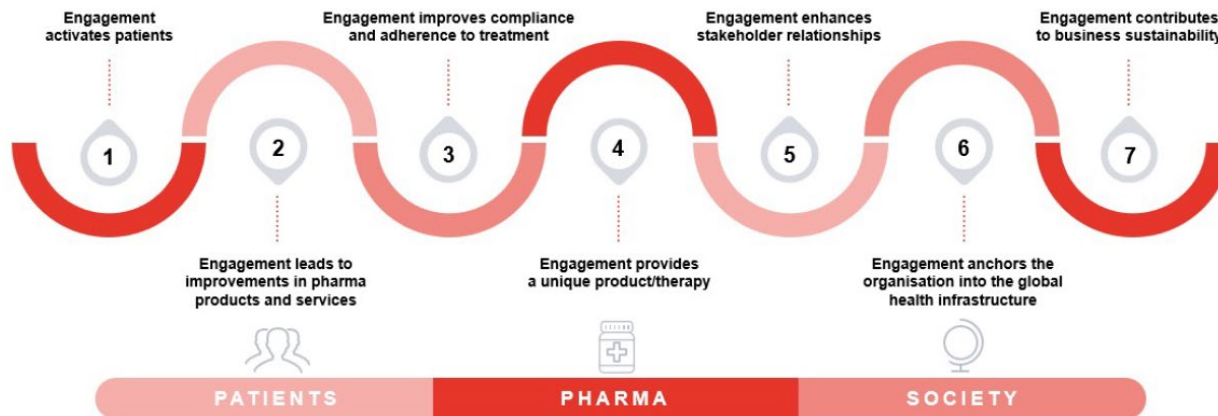 Engagement
activates patients
1
Engagement leads to
improvements in pharma
products and services
2
Engagement improves compliance
and adherence to treatment
3
Engagement provides
a unique product/therapy
4
Engagement enhances
stakeholder relationships
5
Engagement anchors the
organisation into the global
health infrastructure
6
Engagement contributes
to business sustainability
7
PATIENTS
PHARMA
SOCIETY